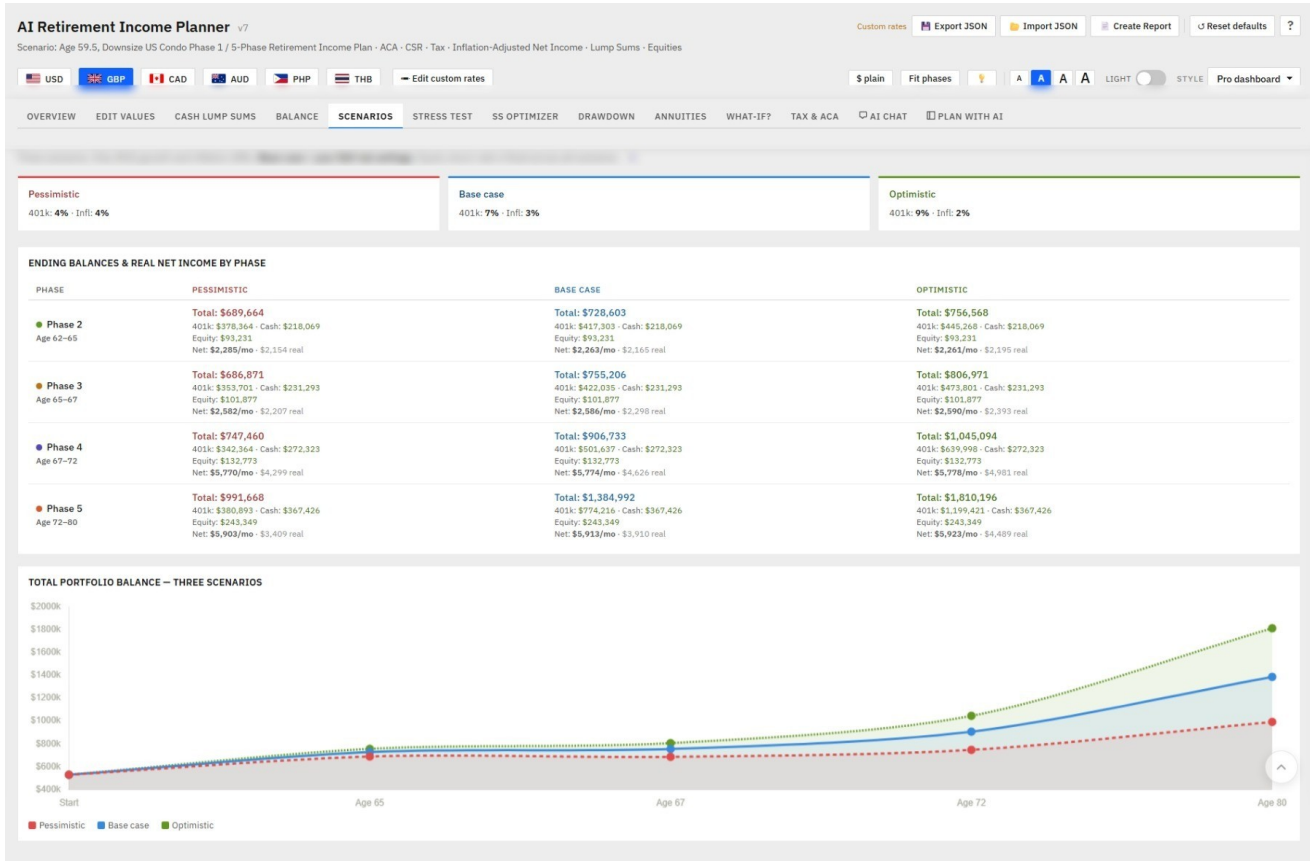 AI Retirement Income Planner v7
Custom rates 💾 Export JSON 📁 Import JSON Create Report ↺ Reset defaults ?
Scenario: Age 59.5, Downsize US Condo Phase 1 / 5-Phase Retirement Income Plan · ACA · CSR · Tax · Inflation-Adjusted Net Income · Lump Sums · Equities
USD GBP CAD AUD PHP THB Edit custom rates $ plain Fit phases A A A A LIGHT STYLE Pro dashboard
OVERVIEW EDIT VALUES CASH LUMP SUMS BALANCE SCENARIOS STRESS TEST SS OPTIMIZER DRAWDOWN ANNUITIES WHAT-IF? TAX & ACA AI CHAT PLAN WITH AI
Pessimistic
401k: 4% · Infl: 4%
Base case
401k: 7% · Infl: 3%
Optimistic
401k: 9% · Infl: 2%
ENDING BALANCES & REAL NET INCOME BY PHASE
PHASE PESSIMISTIC BASE CASE OPTIMISTIC
Phase 2
Age 62–65
Total: $689,664
401k: $378,364 · Cash: $218,069
Equity: $93,231
Net: $2,285/mo · $2,154 real
Total: $728,603
401k: $417,303 · Cash: $218,069
Equity: $93,231
Net: $2,263/mo · $2,165 real
Total: $756,568
401k: $445,268 · Cash: $218,069
Equity: $93,231
Net: $2,261/mo · $2,195 real
Phase 3
Age 65–67
Total: $686,871
401k: $353,701 · Cash: $231,293
Equity: $101,877
Net: $2,582/mo · $2,207 real
Total: $755,206
401k: $422,035 · Cash: $231,293
Equity: $101,877
Net: $2,586/mo · $2,298 real
Total: $806,971
401k: $473,801 · Cash: $231,293
Equity: $101,877
Net: $2,590/mo · $2,393 real
Phase 4
Age 67–72
Total: $747,460
401k: $342,364 · Cash: $272,323
Equity: $132,773
Net: $5,770/mo · $4,299 real
Total: $906,733
401k: $501,637 · Cash: $272,323
Equity: $132,773
Net: $5,774/mo · $4,626 real
Total: $1,045,094
401k: $639,998 · Cash: $272,323
Equity: $132,773
Net: $5,778/mo · $4,981 real
Phase 5
Age 72–80
Total: $991,668
401k: $380,893 · Cash: $367,426
Equity: $243,349
Net: $5,903/mo · $3,409 real
Total: $1,384,992
401k: $774,216 · Cash: $367,426
Equity: $243,349
Net: $5,913/mo · $3,910 real
Total: $1,810,196
401k: $1,199,421 · Cash: $367,426
Equity: $243,349
Net: $5,923/mo · $4,489 real
TOTAL PORTFOLIO BALANCE — THREE SCENARIOS
$2000k
$1800k
$1600k
$1400k
$1200k
$1000k
$800k
$600k
$400k
Start Age 65 Age 67 Age 72 Age 80
Pessimistic Base case Optimistic